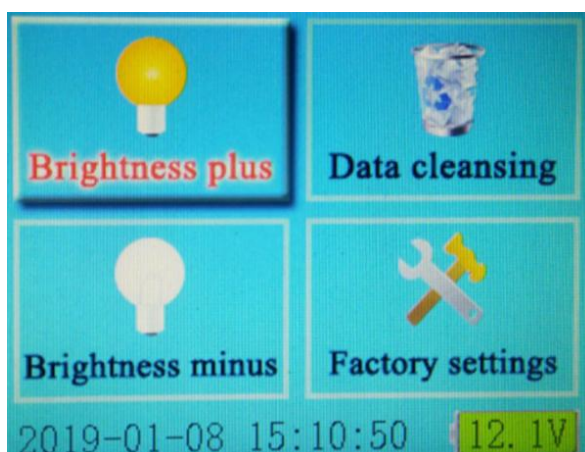 Brightness plus
Data cleansing
Brightness minus
Factory settings
2019-01-08 15:10:50 12.1V